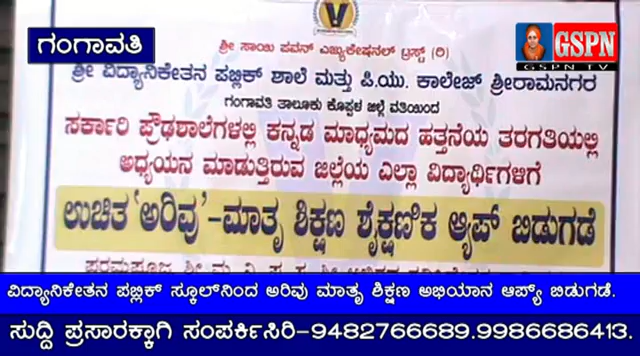 ಗಂಗಾವತಿ
GSPN
GSPN TV
V
ಶ್ರೀ ಸಾಯಿ ಪವನ್ ಎಜ್ಯುಕೇಷನಲ್ ಟ್ರಸ್ಟ್ (ರಿ)
ಶ್ರೀ ವಿದ್ಯಾನಿಕೇತನ ಪಬ್ಲಿಕ್ ಶಾಲೆ ಮತ್ತು ಪಿ.ಯು. ಕಾಲೇಜ್ ಶ್ರೀರಾಮನಗರ
ಗಂಗಾವತಿ ತಾಲೂಕು ಕೊಪ್ಪಳ ಜಿಲ್ಲೆ ವತಿಯಿಂದ
ಸರ್ಕಾರಿ ಪ್ರೌಢಶಾಲೆಗಳಲ್ಲಿ ಕನ್ನಡ ಮಾಧ್ಯಮದ ಹತ್ತನೆಯ ತರಗತಿಯಲ್ಲಿ
ಅಧ್ಯಯನ ಮಾಡುತ್ತಿರುವ ಜಿಲ್ಲೆಯ ಎಲ್ಲಾ ವಿದ್ಯಾರ್ಥಿಗಳಿಗೆ
ಉಚಿತ 'ಅರಿವು'-ಮಾತೃ ಶಿಕ್ಷಣ ಶೈಕ್ಷಣಿಕ ಆ್ಯಪ್ ಬಿಡುಗಡೆ
ವಿದ್ಯಾನಿಕೇತನ ಪಬ್ಲಿಕ್ ಸ್ಕೂಲ್‌ನಿಂದ ಅರಿವು ಮಾತೃ ಶಿಕ್ಷಣ ಅಭಿಯಾನ ಆಪ್ಯ್ ಬಿಡುಗಡೆ.
ಸುದ್ದಿ ಪ್ರಸಾರಕ್ಕಾಗಿ ಸಂಪರ್ಕಿಸಿರಿ-9482766689.9986686413.